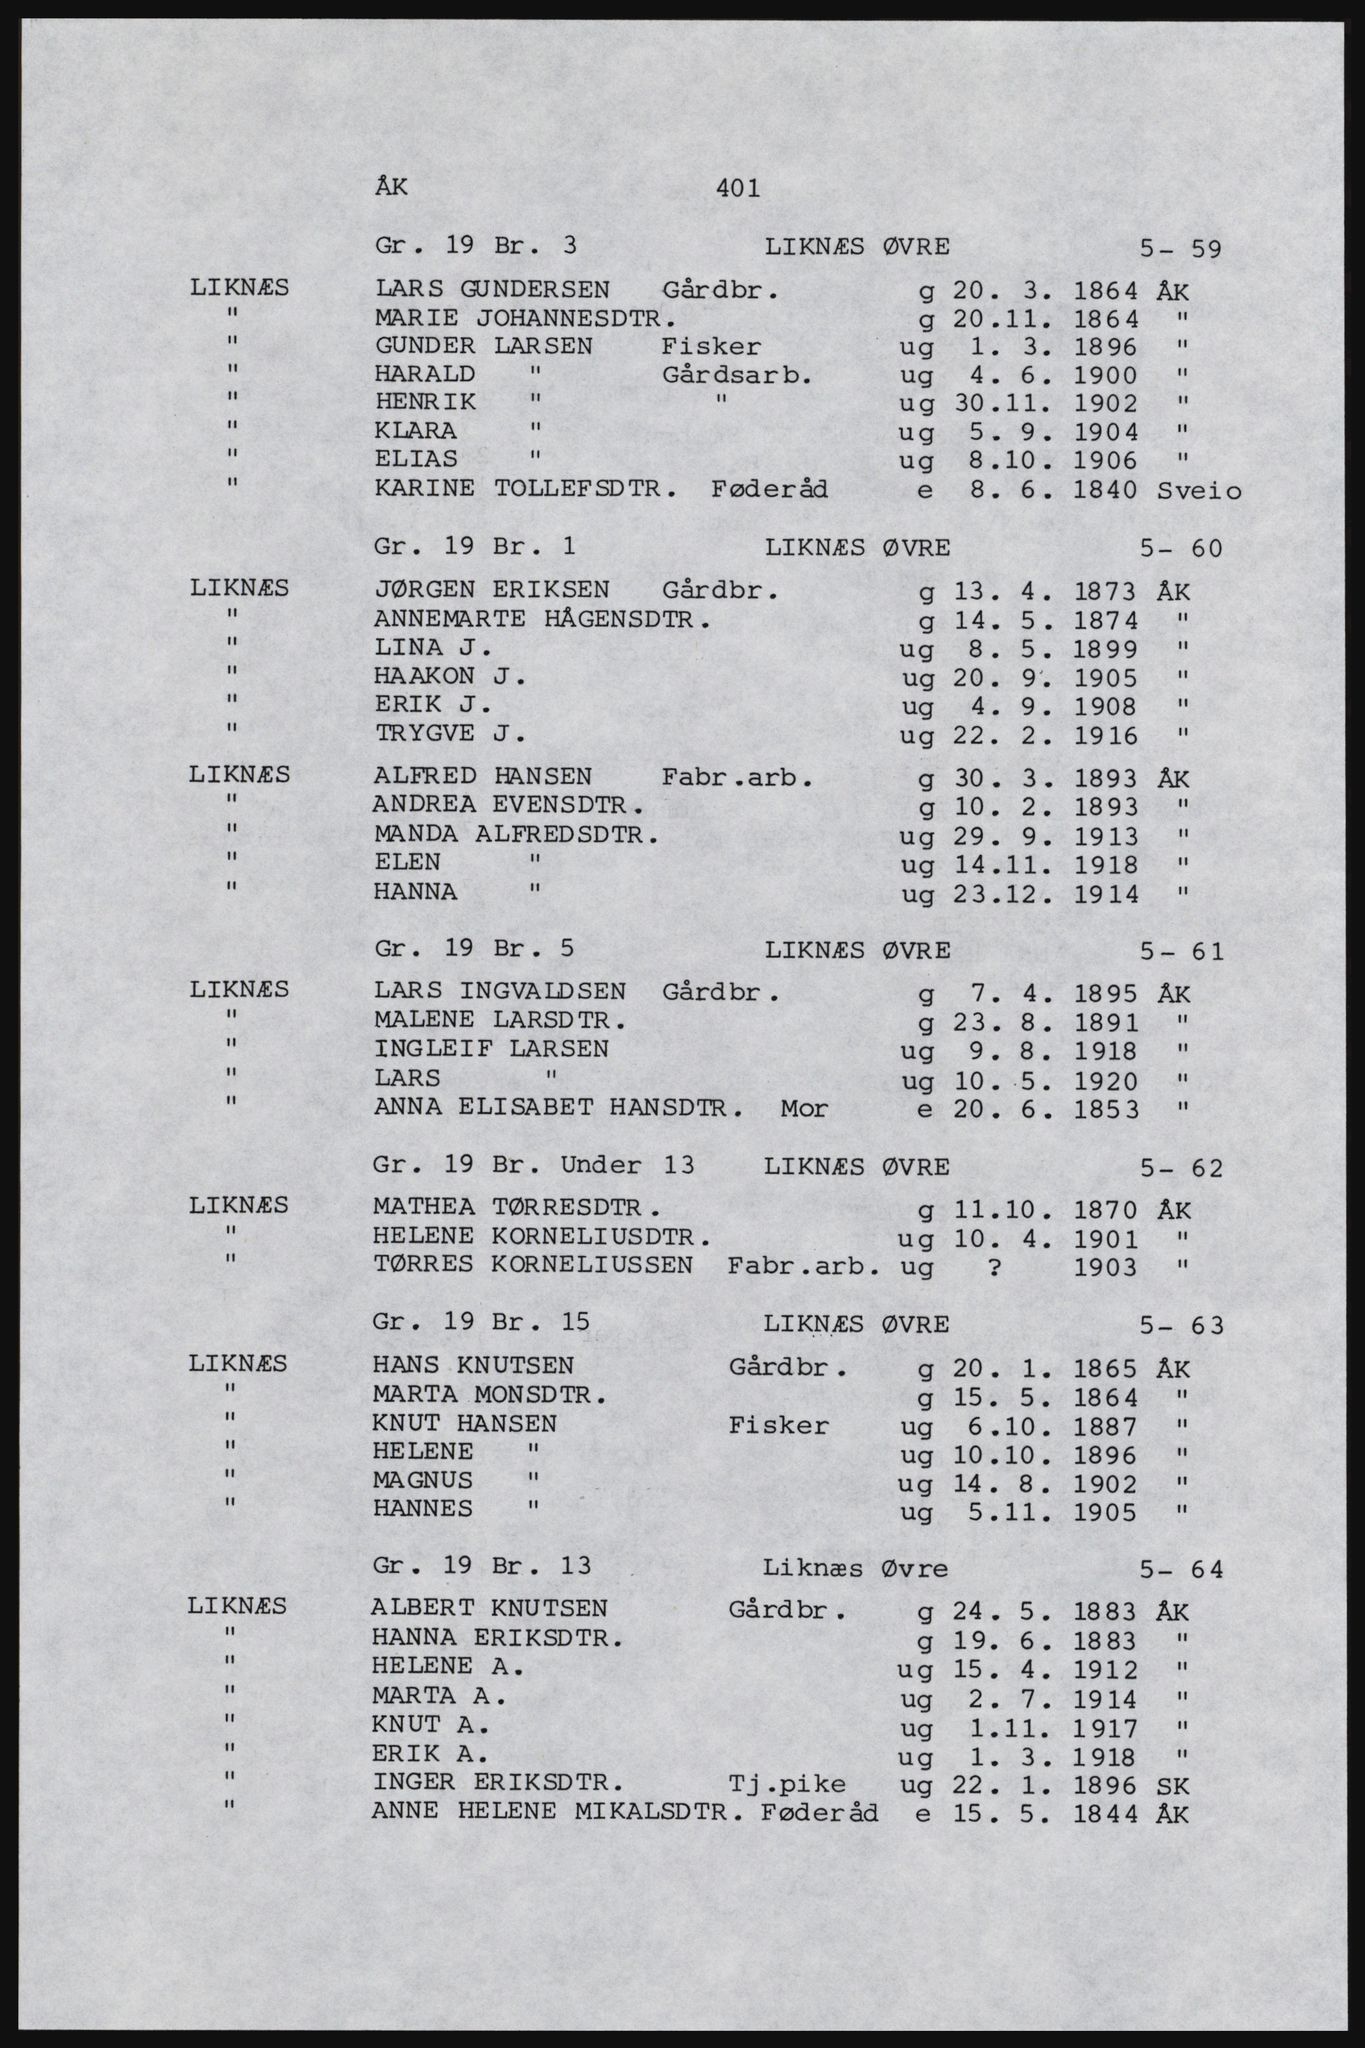 ÅK 401
Gr. 19 Br. 3 LIKNÆS ØVRE 5- 59
LIKNÆS LARS GUNDERSEN Gårdbr. g 20. 3. 1864 ÅK
" MARIE JOHANNESDTR. g 20.11. 1864 "
" GUNDER LARSEN Fisker ug 1. 3. 1896 "
" HARALD " Gårdsarb. ug 4. 6. 1900 "
" HENRIK " " ug 30.11. 1902 "
" KLARA " ug 5. 9. 1904 "
" ELIAS " ug 8.10. 1906 "
" KARINE TOLLEFSDTR. Føderåd e 8. 6. 1840 Sveio
Gr. 19 Br. 1 LIKNÆS ØVRE 5- 60
LIKNÆS JØRGEN ERIKSEN Gårdbr. g 13. 4. 1873 ÅK
" ANNEMARTE HÅGENSDTR. g 14. 5. 1874 "
" LINA J. ug 8. 5. 1899 "
" HAAKON J. ug 20. 9. 1905 "
" ERIK J. ug 4. 9. 1908 "
" TRYGVE J. ug 22. 2. 1916 "
LIKNÆS ALFRED HANSEN Fabr.arb. g 30. 3. 1893 ÅK
" ANDREA EVENSDTR. g 10. 2. 1893 "
" MANDA ALFREDSDTR. ug 29. 9. 1913 "
" ELEN " ug 14.11. 1918 "
" HANNA " ug 23.12. 1914 "
Gr. 19 Br. 5 LIKNÆS ØVRE 5- 61
LIKNÆS LARS INGVALDSEN Gårdbr. g 7. 4. 1895 ÅK
" MALENE LARSDTR. g 23. 8. 1891 "
" INGLEIF LARSEN ug 9. 8. 1918 "
" LARS " ug 10. 5. 1920 "
" ANNA ELISABET HANSDTR. Mor e 20. 6. 1853 "
Gr. 19 Br. Under 13 LIKNÆS ØVRE 5- 62
LIKNÆS MATHEA TØRRESDTR. g 11.10. 1870 ÅK
" HELENE KORNELIUSDTR. ug 10. 4. 1901 "
" TØRRES KORNELIUSSEN Fabr.arb. ug ? 1903 "
Gr. 19 Br. 15 LIKNÆS ØVRE 5- 63
LIKNÆS HANS KNUTSEN Gårdbr. g 20. 1. 1865 ÅK
" MARTA MONSDTR. g 15. 5. 1864 "
" KNUT HANSEN Fisker ug 6.10. 1887 "
" HELENE " ug 10.10. 1896 "
" MAGNUS " ug 14. 8. 1902 "
" HANNES " ug 5.11. 1905 "
Gr. 19 Br. 13 Liknæs Øvre 5- 64
LIKNÆS ALBERT KNUTSEN Gårdbr. g 24. 5. 1883 ÅK
" HANNA ERIKSDTR. g 19. 6. 1883 "
" HELENE A. ug 15. 4. 1912 "
" MARTA A. ug 2. 7. 1914 "
" KNUT A. ug 1.11. 1917 "
" ERIK A. ug 1. 3. 1918 "
" INGER ERIKSDTR. Tj.pike ug 22. 1. 1896 SK
" ANNE HELENE MIKALSDTR. Føderåd e 15. 5. 1844 ÅK